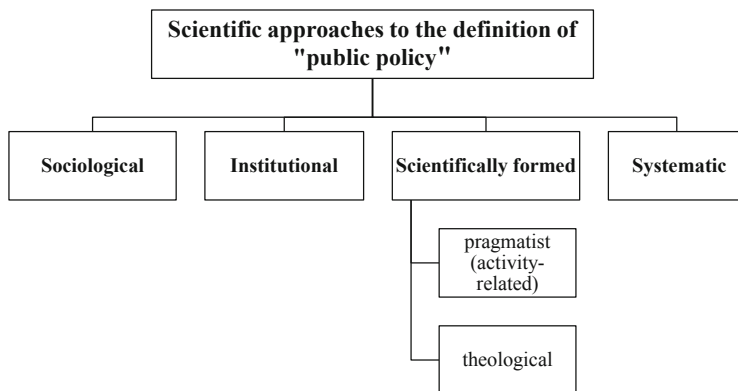 Scientific approaches to the definition of
"public policy"
Sociological
Institutional
Scientifically formed
Systematic
pragmatist
(activity-
related)
theological